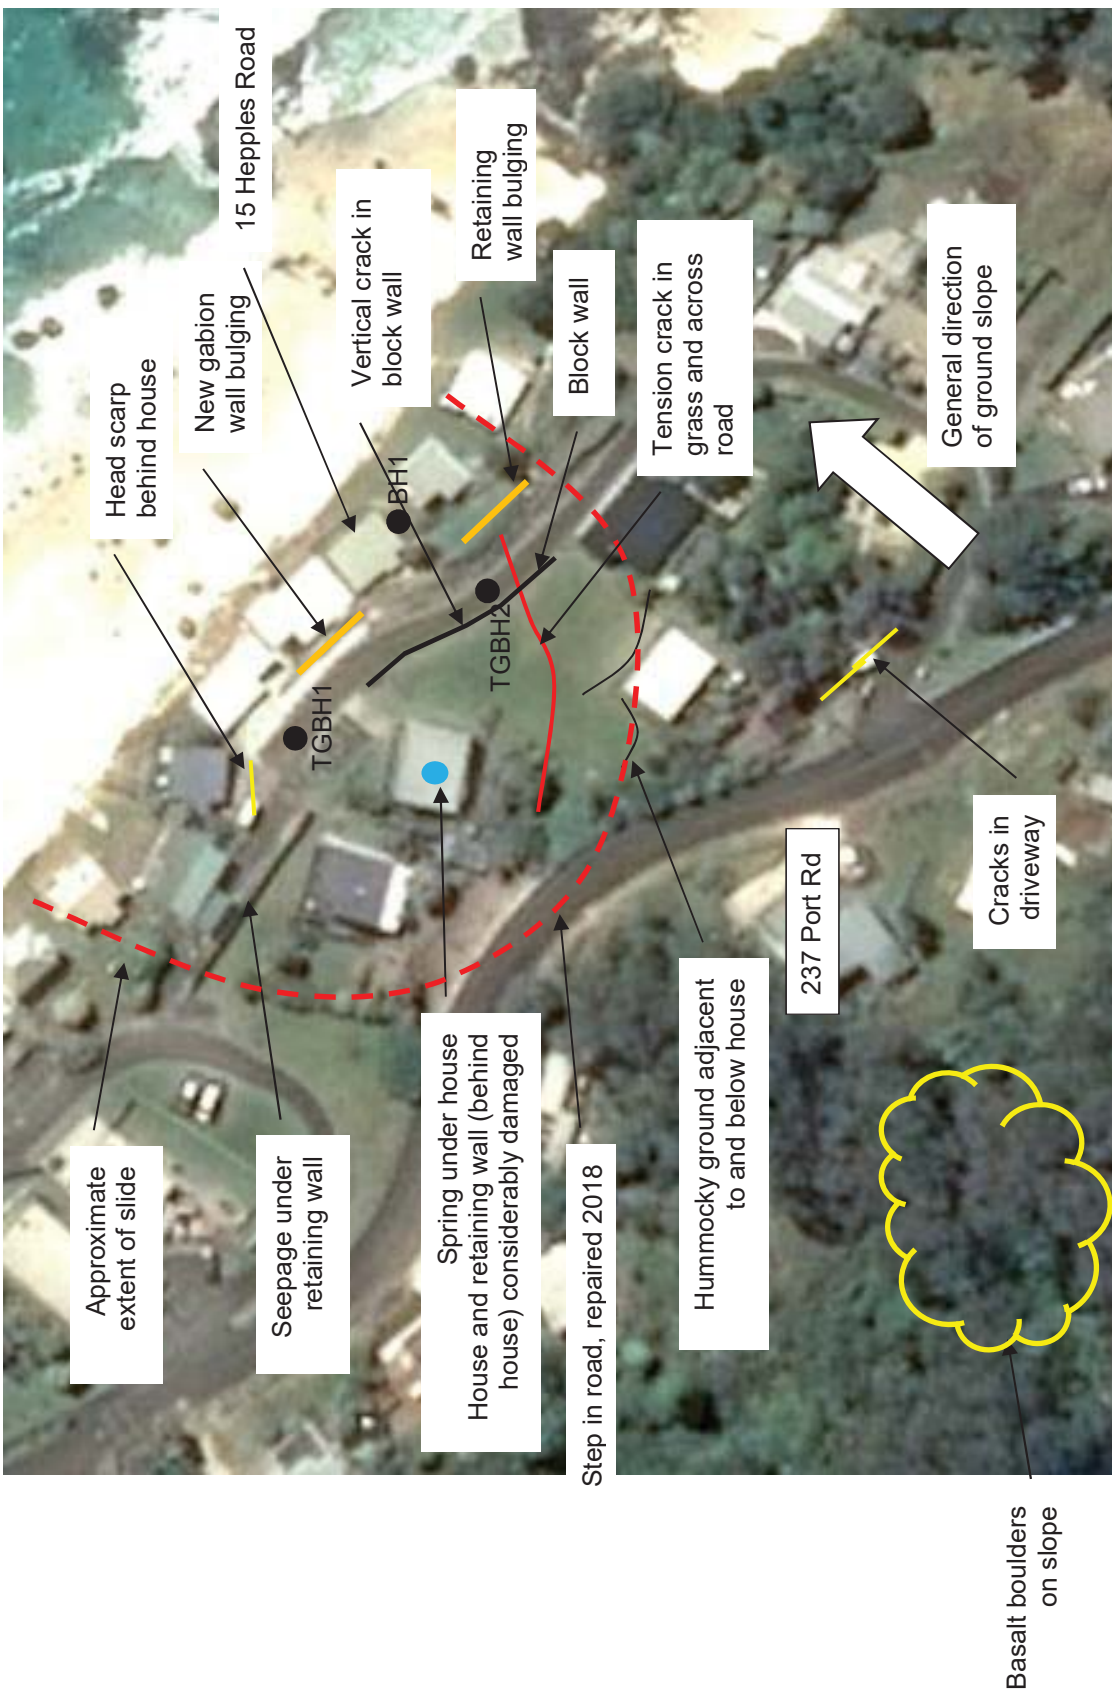 Approximate
extent of slide
Seepage under
retaining wall
Spring under house
House and retaining wall (behind
house) considerably damaged
Step in road, repaired 2018
Hummocky ground adjacent
to and below house
237 Port Rd
Cracks in
driveway
Basalt boulders
on slope
Head scarp
behind house
New gabion
wall bulging
15 Hepples Road
Vertical crack in
block wall
Retaining
wall bulging
Block wall
Tension crack in
grass and across
road
General direction
of ground slope
TGBH1
TGBH2
BH1